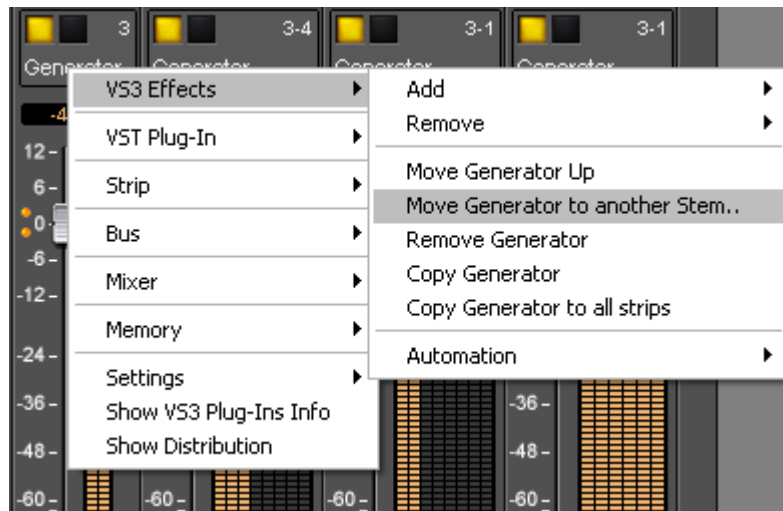 3 3-4 3-1 3-1
Generator
-4
VS3 Effects
VST Plug-In
Strip
Bus
Mixer
Memory
Settings
Show VS3 Plug-Ins Info
Show Distribution
Add
Remove
Move Generator Up
Move Generator to another Stem..
Remove Generator
Copy Generator
Copy Generator to all strips
Automation
12-
6-
0-
-6-
-12-
-24-
-36- -36-
-48- -48-
-60- -60- -60- -60-